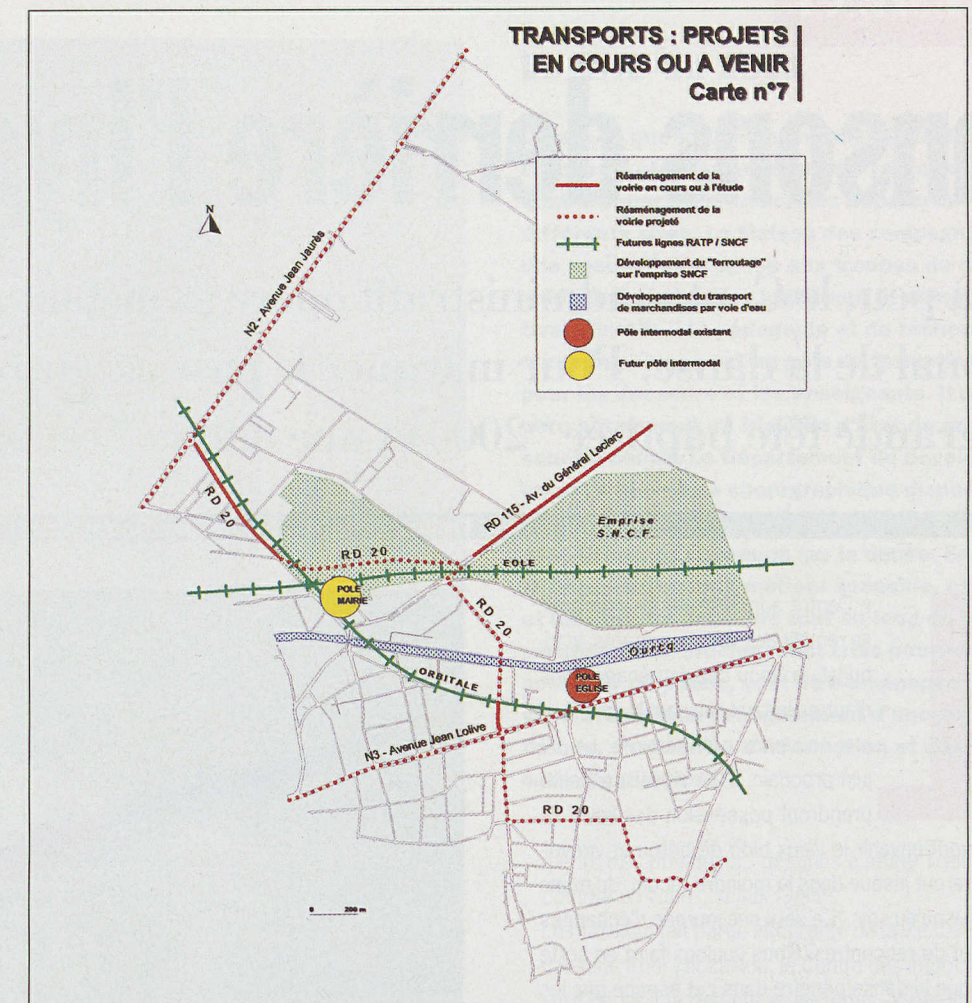 TRANSPORTS : PROJETS
EN COURS OU A VENIR
Carte n°7
Réaménagement de la
voirie en cours ou à l'étude
Réaménagement de la
voirie projeté
Futures lignes RATP / SNCF
Développement du "ferroutage"
sur l'emprise SNCF
Développement du transport
de marchandises par voie d'eau
Pôle intermodal existant
Futur pôle intermodal
N
N2 - Avenue Jean Jaurès
RD 20
RD 115 - Av. du Général Leclerc
Emprise
S.N.C.F.
RD 20
EOLE
POLE
MAIRIE
RD 20
Ourcq
ORBITALE
POLE
EGLISE
N3 - Avenue Jean Lolive
RD 20
0 200 m